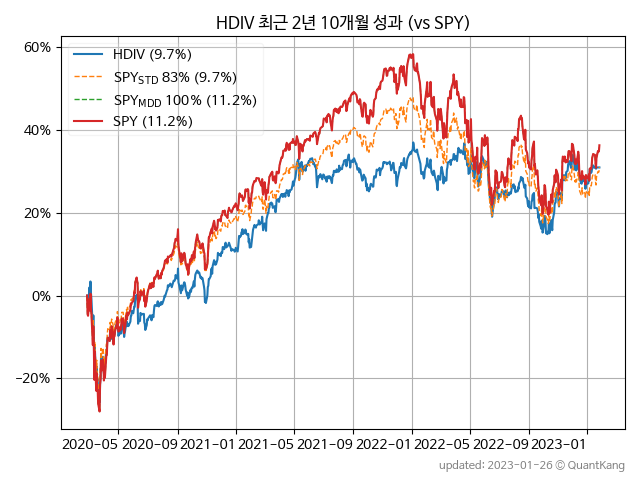 HDIV 최근 2년 10개월 성과 (vs SPY)
HDIV (9.7%)
SPY_STD 83% (9.7%)
SPY_MDD 100% (11.2%)
SPY (11.2%)
60%
40%
20%
0%
−20%
2020-05 2020-09 2021-01 2021-05 2021-09 2022-01 2022-05 2022-09 2023-01
updated: 2023-01-26 © QuantKang